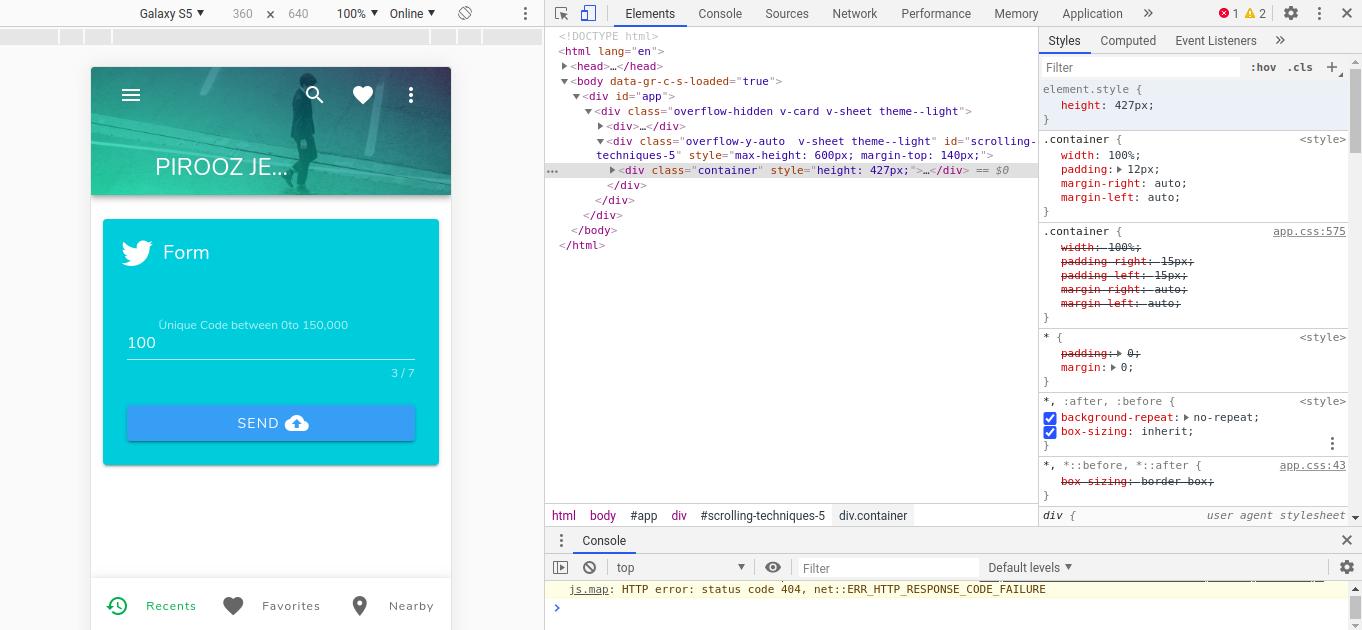 Galaxy S5 360 × 640 100% Online
Elements Console Sources Network Performance Memory Application 1 2
PIROOZ JE...
Form
Unique Code between 0to 150,000
100
3 / 7
SEND
Recents Favorites Nearby
<!DOCTYPE html>
<html lang="en">
<head>…</head>
<body data-gr-c-s-loaded="true">
<div id="app">
<div class="overflow-hidden v-card v-sheet theme--light">
<div>…</div>
<div class="overflow-y-auto  v-sheet theme--light" id="scrolling-
techniques-5" style="max-height: 600px; margin-top: 140px;">
<div class="container" style="height: 427px;">…</div> == $0
</div>
</div>
</div>
</body>
</html>
html body #app div #scrolling-techniques-5 div.container
Styles Computed Event Listeners
Filter :hov .cls
element.style {
height: 427px;
}
.container { <style>
width: 100%;
padding: 12px;
margin-right: auto;
margin-left: auto;
}
.container { app.css:575
width: 100%;
padding-right: 15px;
padding-left: 15px;
margin-right: auto;
margin-left: auto;
}
* { <style>
padding: 0;
margin: 0;
}
*, :after, :before { <style>
background-repeat: no-repeat;
box-sizing: inherit;
}
*, *::before, *::after { app.css:43
box-sizing: border-box;
}
div { user agent stylesheet
Console
top Filter Default levels
js.map: HTTP error: status code 404, net::ERR_HTTP_RESPONSE_CODE_FAILURE